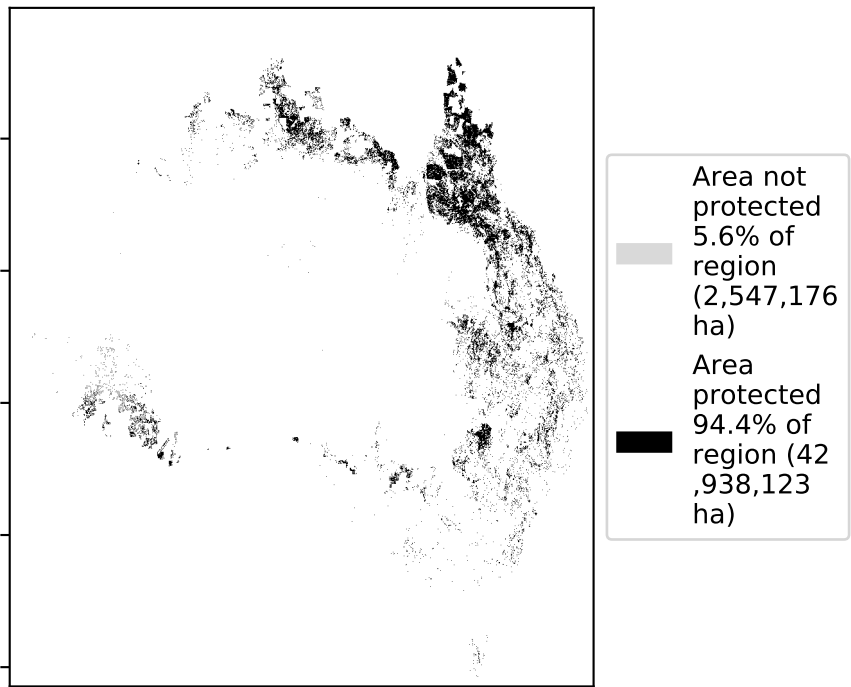 Area not
protected
5.6% of
region
(2,547,176
ha)
Area
protected
94.4% of
region (42
,938,123
ha)